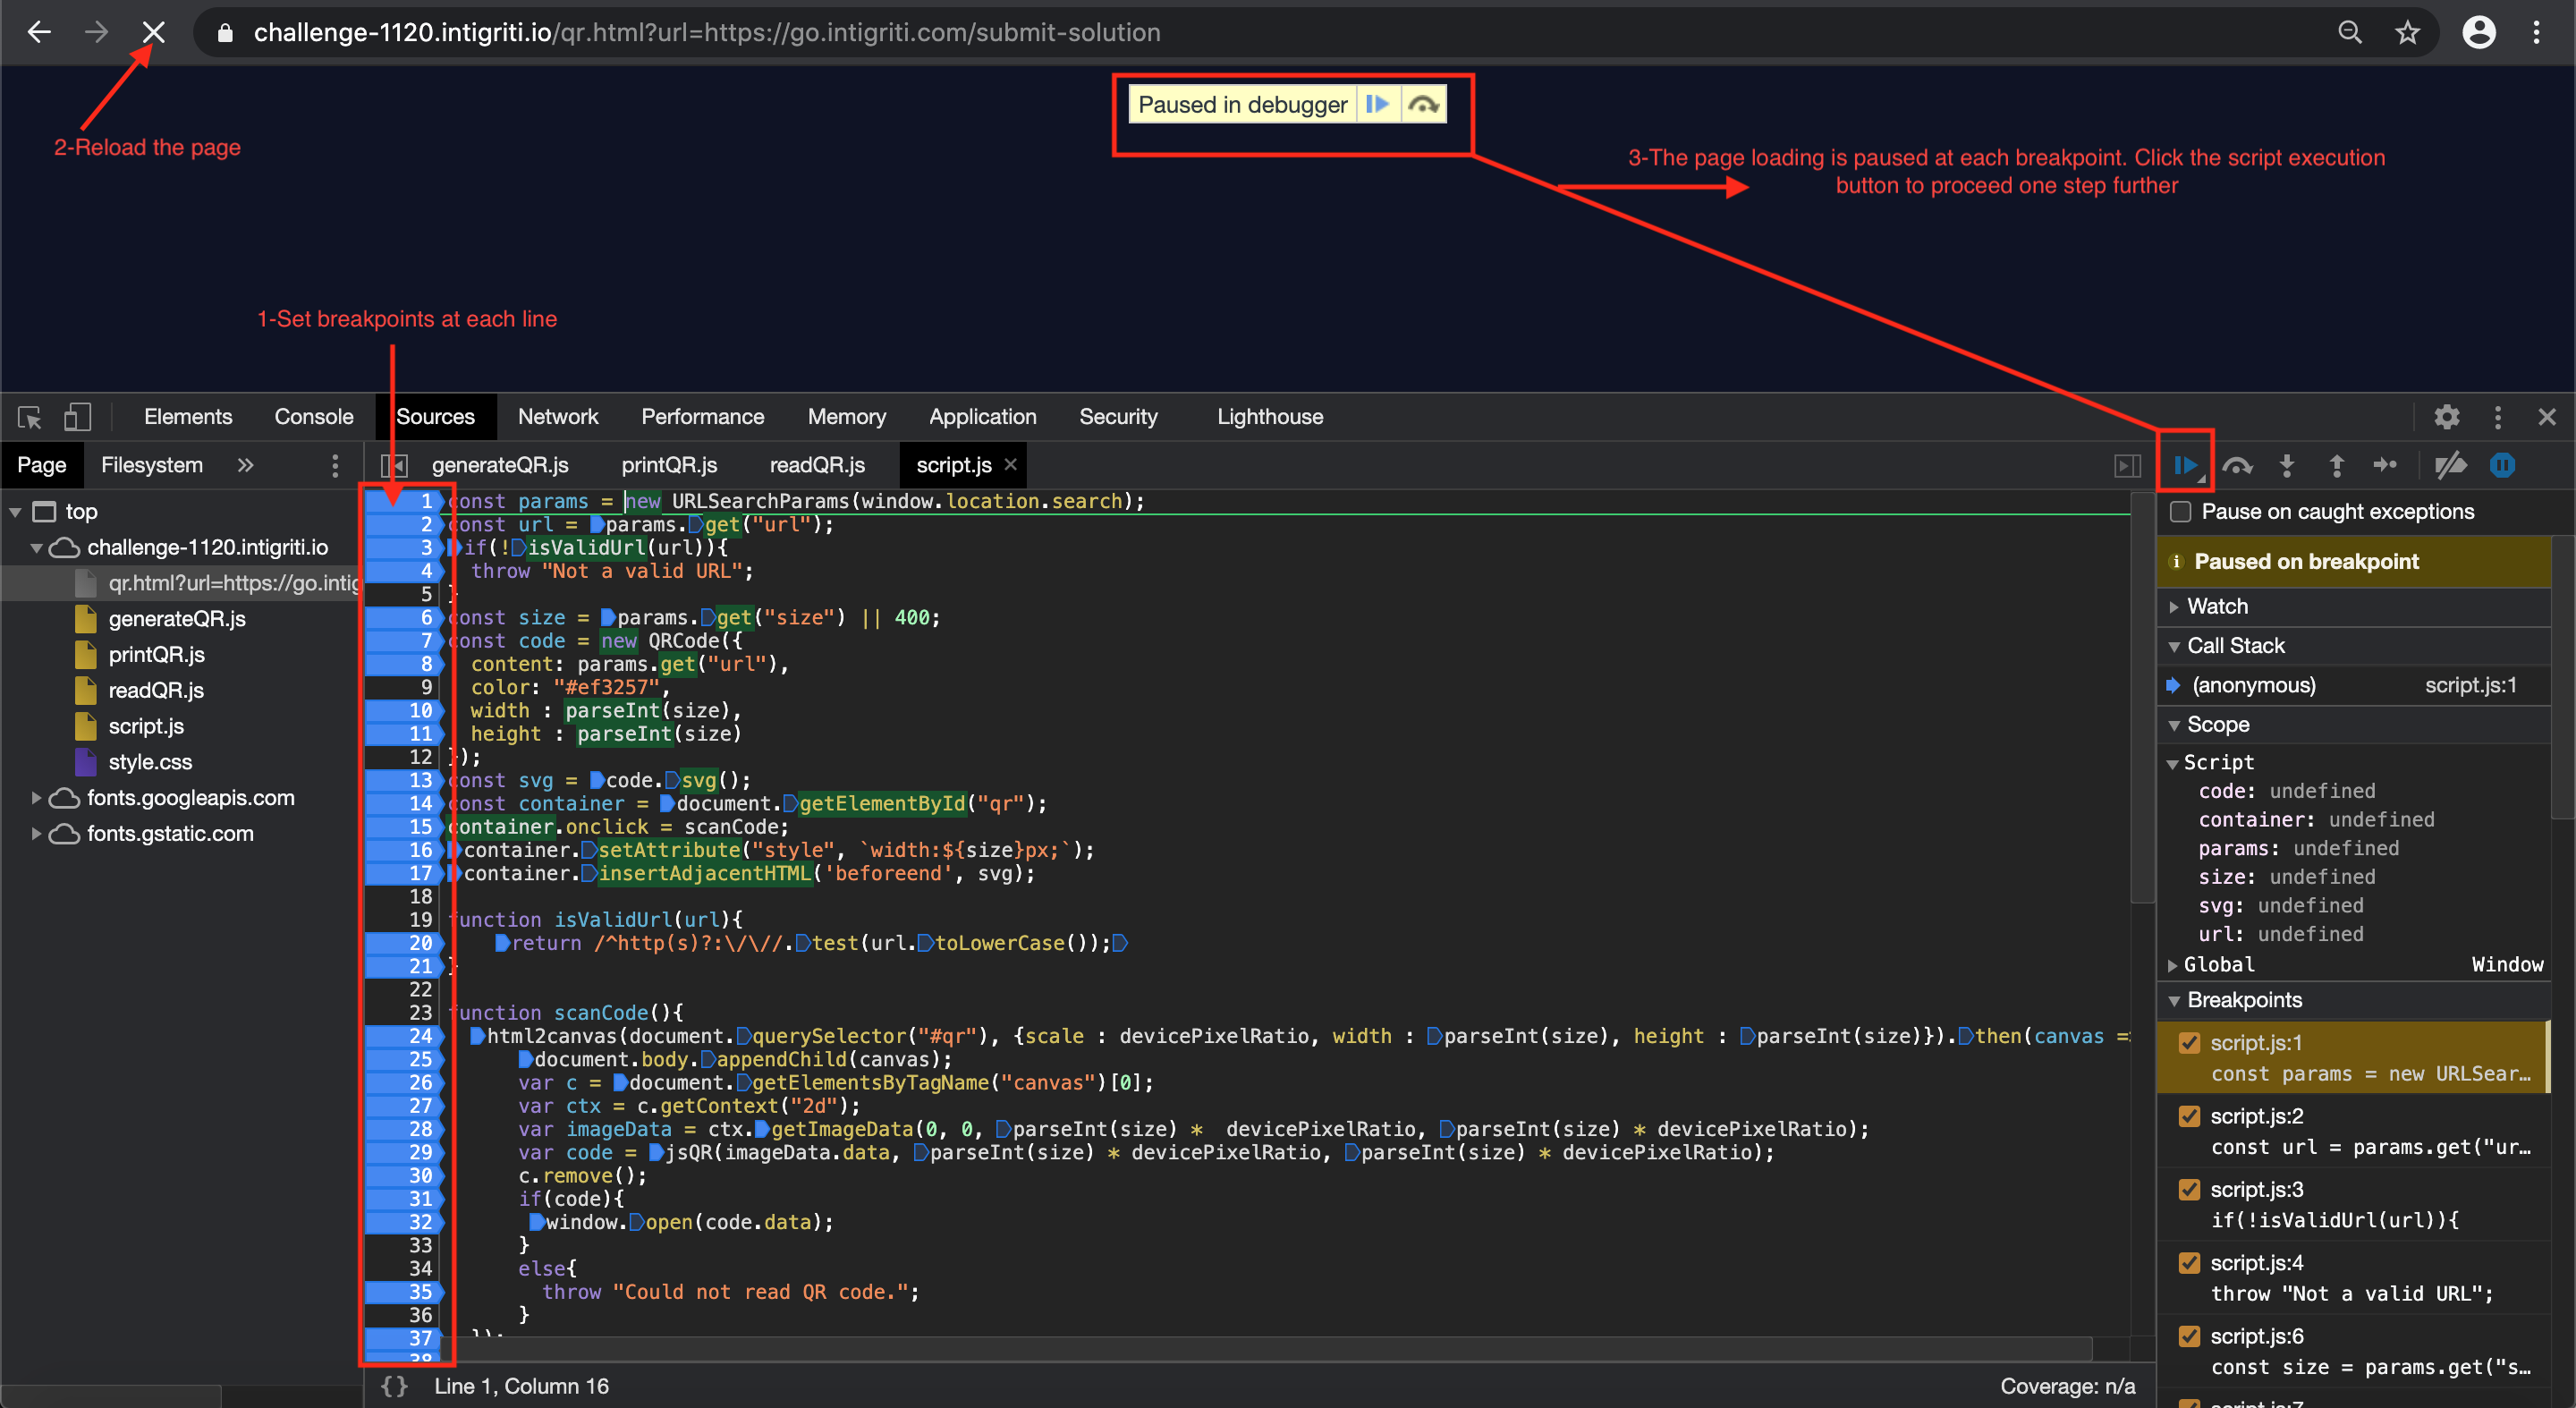 challenge-1120.intigriti.io/qr.html?url=https://go.intigriti.com/submit-solution
Paused in debugger
2-Reload the page
3-The page loading is paused at each breakpoint. Click the script execution
button to proceed one step further
1-Set breakpoints at each line
Elements Console Sources Network Performance Memory Application Security Lighthouse
Page Filesystem »
generateQR.js printQR.js readQR.js script.js ×
top
challenge-1120.intigriti.io
qr.html?url=https://go.intig
generateQR.js
printQR.js
readQR.js
script.js
style.css
fonts.googleapis.com
fonts.gstatic.com
1 const params = new URLSearchParams(window.location.search);
2 const url = params.get("url");
3 if(!isValidUrl(url)){
4 throw "Not a valid URL";
5 }
6 const size = params.get("size") || 400;
7 const code = new QRCode({
8 content: params.get("url"),
9 color: "#ef3257",
10 width : parseInt(size),
11 height : parseInt(size)
12 });
13 const svg = code.svg();
14 const container = document.getElementById("qr");
15 container.onclick = scanCode;
16 container.setAttribute("style", `width:${size}px;`);
17 container.insertAdjacentHTML('beforeend', svg);
18
19 function isValidUrl(url){
20 return /^http(s)?:\/\//.test(url.toLowerCase());
21 }
22
23 function scanCode(){
24 html2canvas(document.querySelector("#qr"), {scale : devicePixelRatio, width : parseInt(size), height : parseInt(size)}).then(canvas =
25 document.body.appendChild(canvas);
26 var c = document.getElementsByTagName("canvas")[0];
27 var ctx = c.getContext("2d");
28 var imageData = ctx.getImageData(0, 0, parseInt(size) * devicePixelRatio, parseInt(size) * devicePixelRatio);
29 var code = jsQR(imageData.data, parseInt(size) * devicePixelRatio, parseInt(size) * devicePixelRatio);
30 c.remove();
31 if(code){
32 window.open(code.data);
33 }
34 else{
35 throw "Could not read QR code.";
36 }
37 });
38
{} Line 1, Column 16
Coverage: n/a
Pause on caught exceptions
Paused on breakpoint
Watch
Call Stack
(anonymous) script.js:1
Scope
Script
code: undefined
container: undefined
params: undefined
size: undefined
svg: undefined
url: undefined
Global Window
Breakpoints
script.js:1
const params = new URLSear…
script.js:2
const url = params.get("ur…
script.js:3
if(!isValidUrl(url)){
script.js:4
throw "Not a valid URL";
script.js:6
const size = params.get("s…
script.js:7